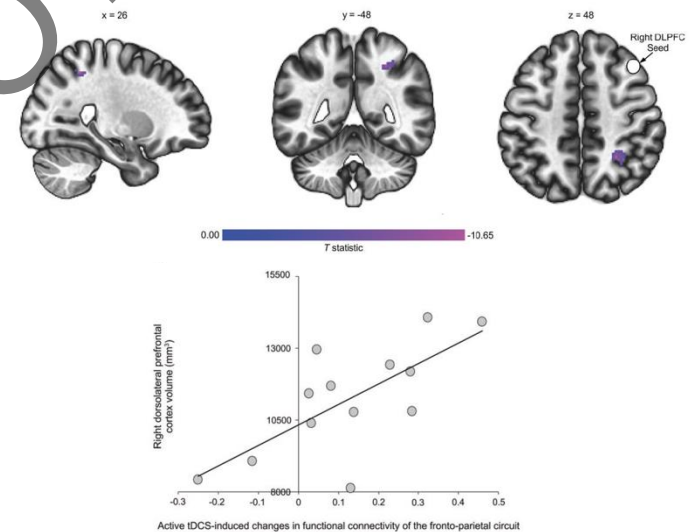 x = 26
y = -48
z = 48
Right DLPFC
Seed
0.00
-10.65
T statistic
15500
13000
10500
8000
Right dorsolateral prefrontal
cortex volume (mm³)
-0.3
-0.2
-0.1
0
0.1
0.2
0.3
0.4
0.5
Active tDCS-induced changes in functional connectivity of the fronto-parietal circuit